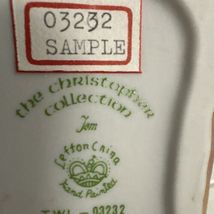 03232
SAMPLE
the christopher
collection
Tom
Lefton China
Hand Painted
TWL - 03232